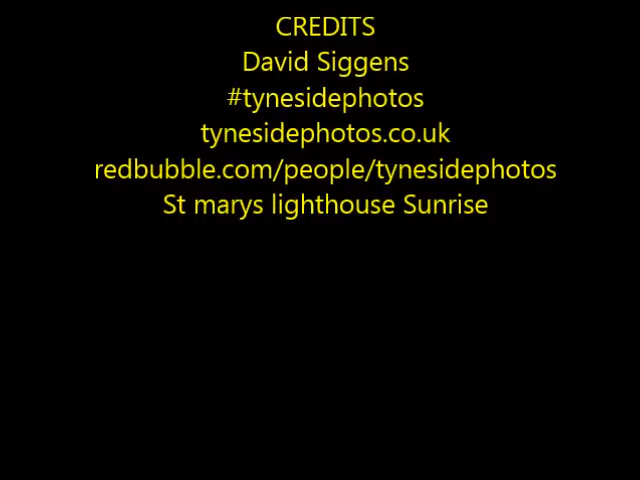 CREDITS
David Siggens
#tynesidephotos
tynesidephotos.co.uk
redbubble.com/people/tynesidephotos
St marys lighthouse Sunrise